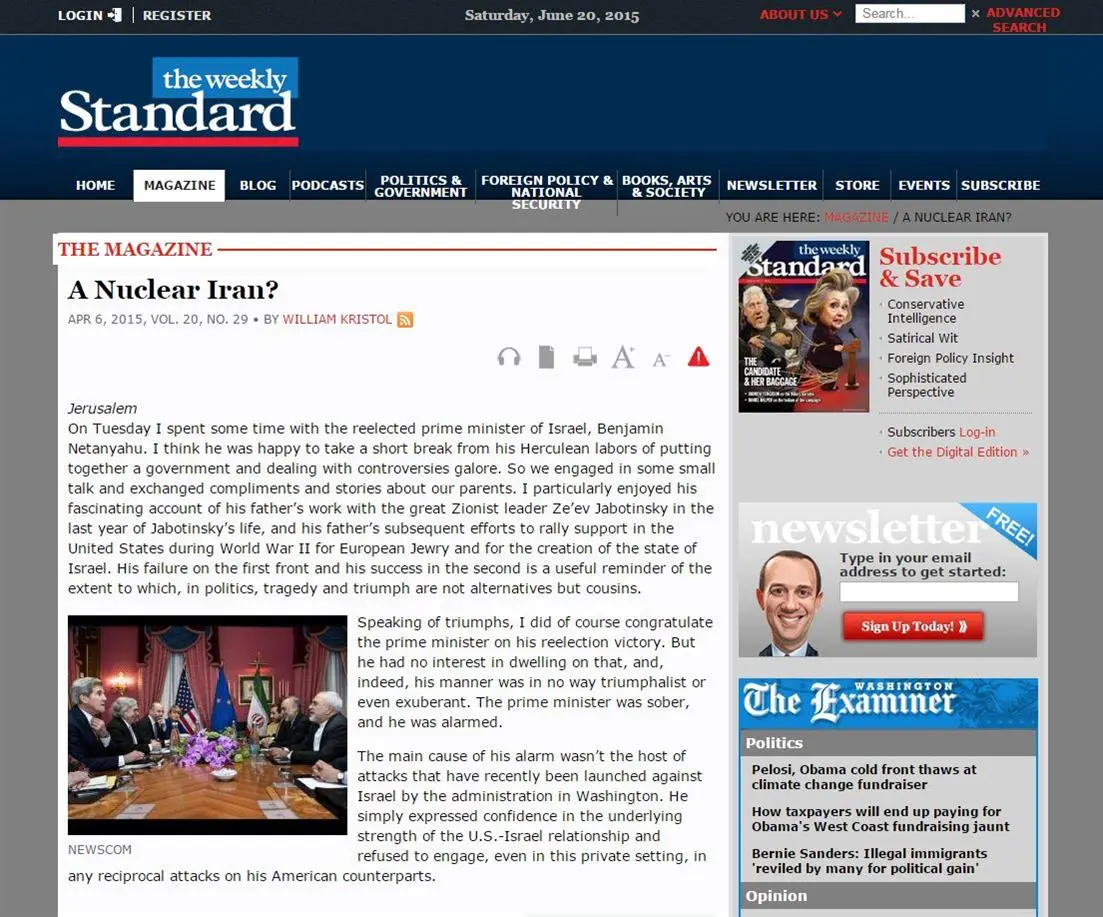 LOGIN
REGISTER
Saturday, June 20, 2015
ABOUT US
Search...
× ADVANCED
SEARCH
the weekly
Standard
HOME
MAGAZINE
BLOG
PODCASTS
POLITICS &
GOVERNMENT
FOREIGN POLICY &
NATIONAL
SECURITY
BOOKS, ARTS
& SOCIETY
NEWSLETTER
STORE
EVENTS
SUBSCRIBE
YOU ARE HERE: MAGAZINE / A NUCLEAR IRAN?
THE MAGAZINE
A Nuclear Iran?
APR 6, 2015, VOL. 20, NO. 29 • BY WILLIAM KRISTOL
A+
A-
Jerusalem
On Tuesday I spent some time with the reelected prime minister of Israel, Benjamin
Netanyahu. I think he was happy to take a short break from his Herculean labors of putting
together a government and dealing with controversies galore. So we engaged in some small
talk and exchanged compliments and stories about our parents. I particularly enjoyed his
fascinating account of his father's work with the great Zionist leader Ze'ev Jabotinsky in the
last year of Jabotinsky's life, and his father's subsequent efforts to rally support in the
United States during World War II for European Jewry and for the creation of the state of
Israel. His failure on the first front and his success in the second is a useful reminder of the
extent to which, in politics, tragedy and triumph are not alternatives but cousins.
Speaking of triumphs, I did of course congratulate
the prime minister on his reelection victory. But
he had no interest in dwelling on that, and,
indeed, his manner was in no way triumphalist or
even exuberant. The prime minister was sober,
and he was alarmed.
The main cause of his alarm wasn't the host of
attacks that have recently been launched against
Israel by the administration in Washington. He
simply expressed confidence in the underlying
strength of the U.S.-Israel relationship and
refused to engage, even in this private setting, in
any reciprocal attacks on his American counterparts.
NEWSCOM
the weekly
Standard
THE
CANDIDATE
& HER BAGGAGE
Subscribe
& Save
Conservative
Intelligence
Satirical Wit
Foreign Policy Insight
Sophisticated
Perspective
Subscribers Log-in
Get the Digital Edition »
newsletter
FREE!
Type in your email
address to get started:
Sign Up Today! »
The WASHINGTON
Examiner
Politics
Pelosi, Obama cold front thaws at
climate change fundraiser
How taxpayers will end up paying for
Obama's West Coast fundraising jaunt
Bernie Sanders: Illegal immigrants
'reviled by many for political gain'
Opinion